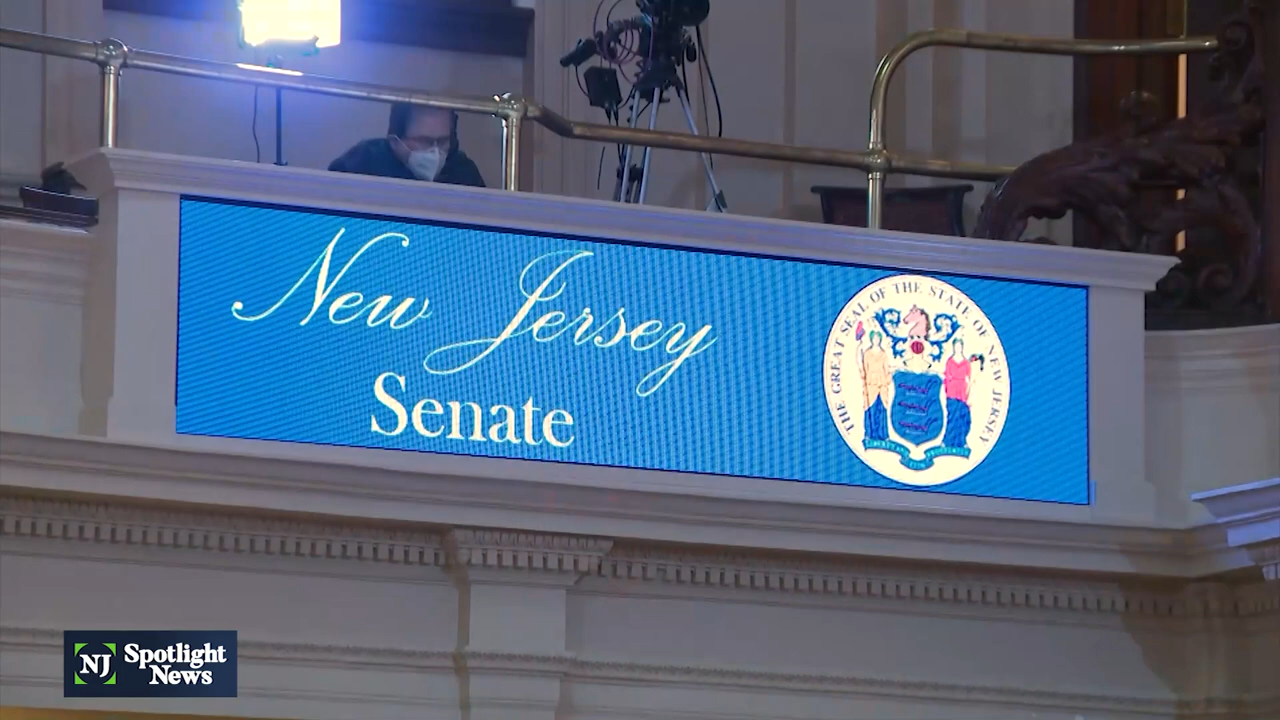 New Jersey
Senate
THE GREAT SEAL OF THE STATE OF NEW JERSEY
NJ Spotlight
News